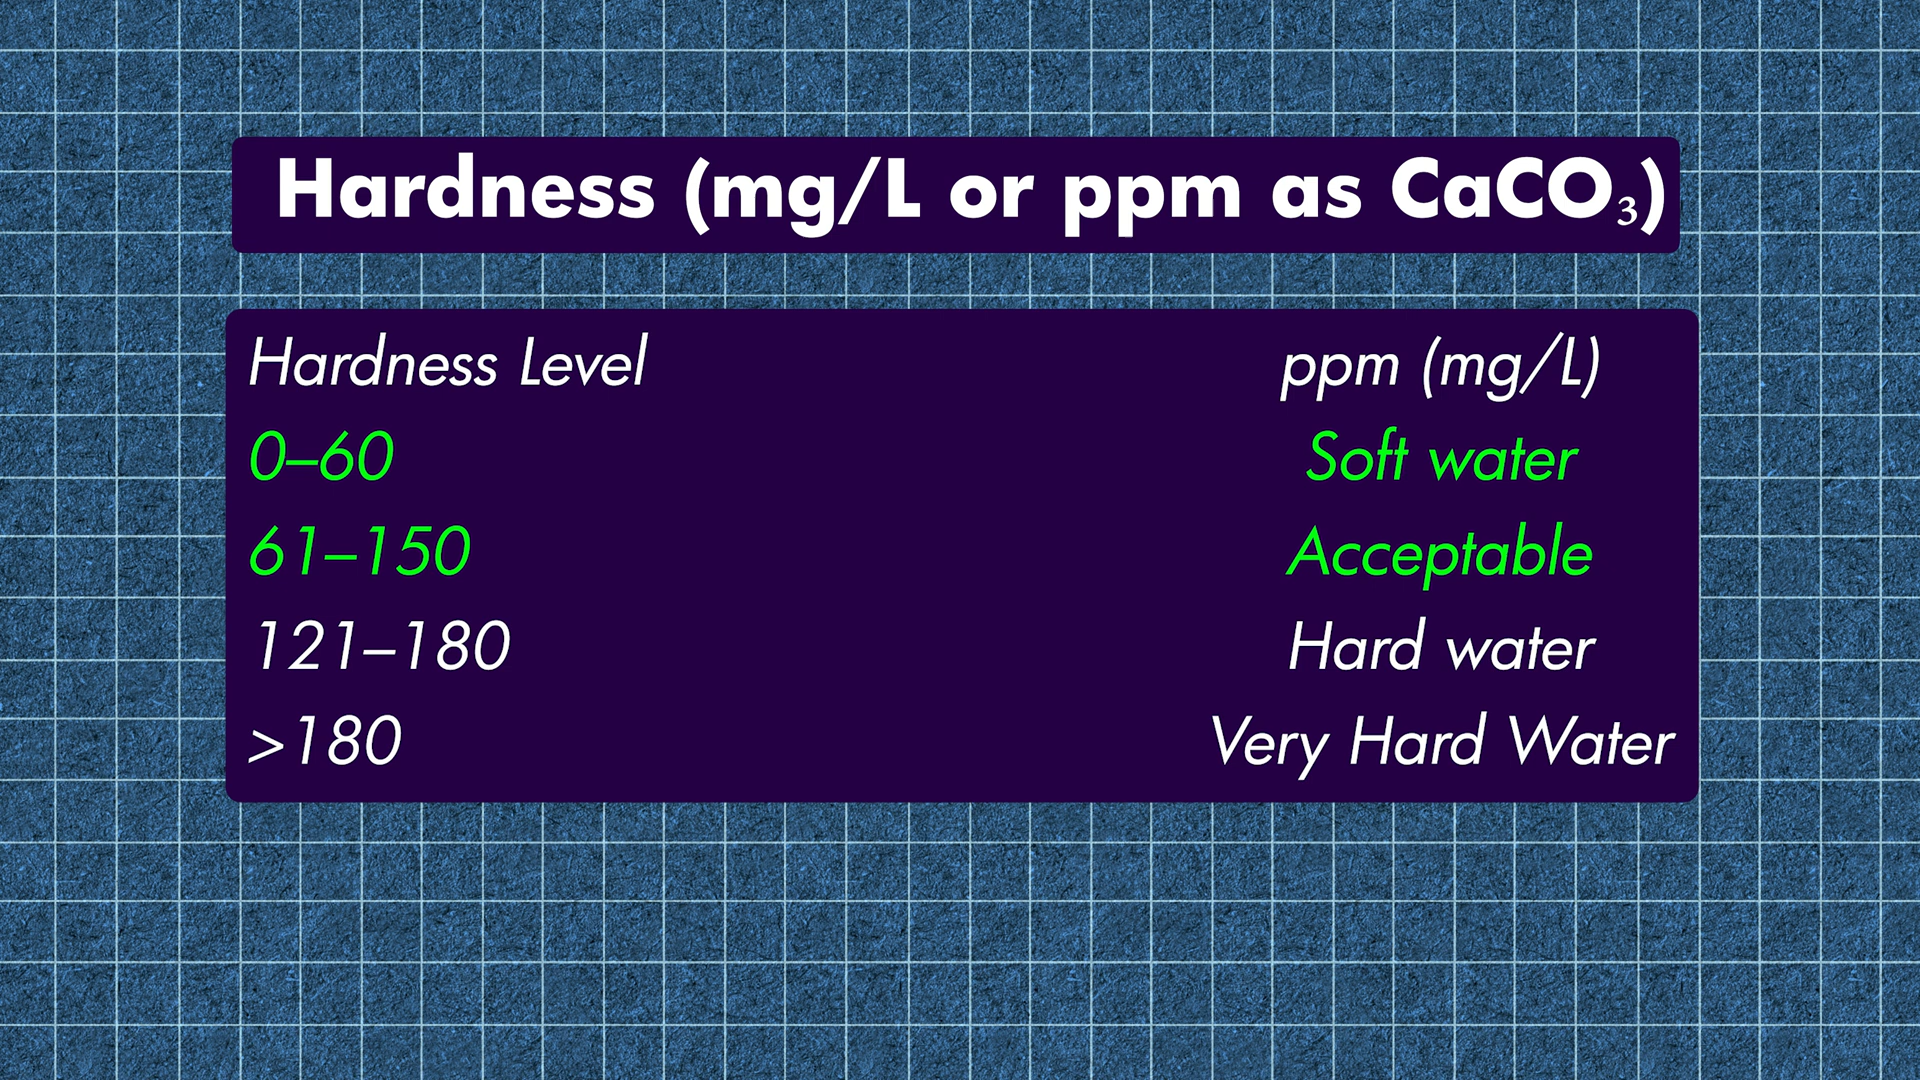 Hardness (mg/L or ppm as CaCO₃)
Hardness Level ppm (mg/L)
0–60 Soft water
61–150 Acceptable
121–180 Hard water
>180 Very Hard Water